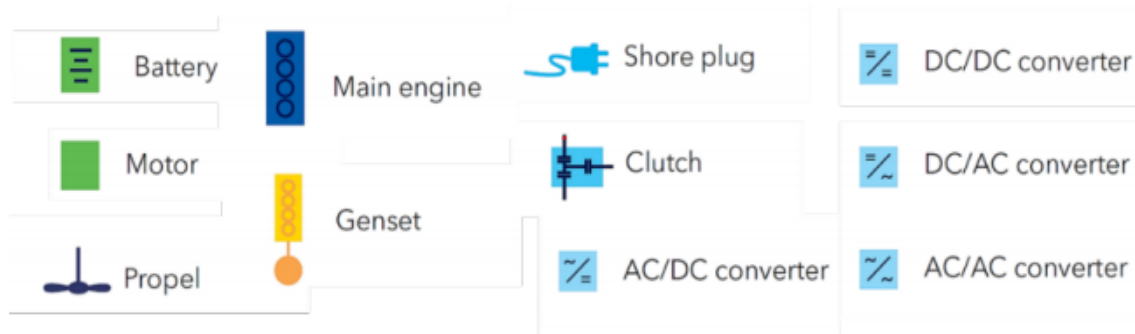 Battery
Main engine
Shore plug
DC/DC converter
Motor
Clutch
DC/AC converter
Genset
Propel
AC/DC converter
AC/AC converter